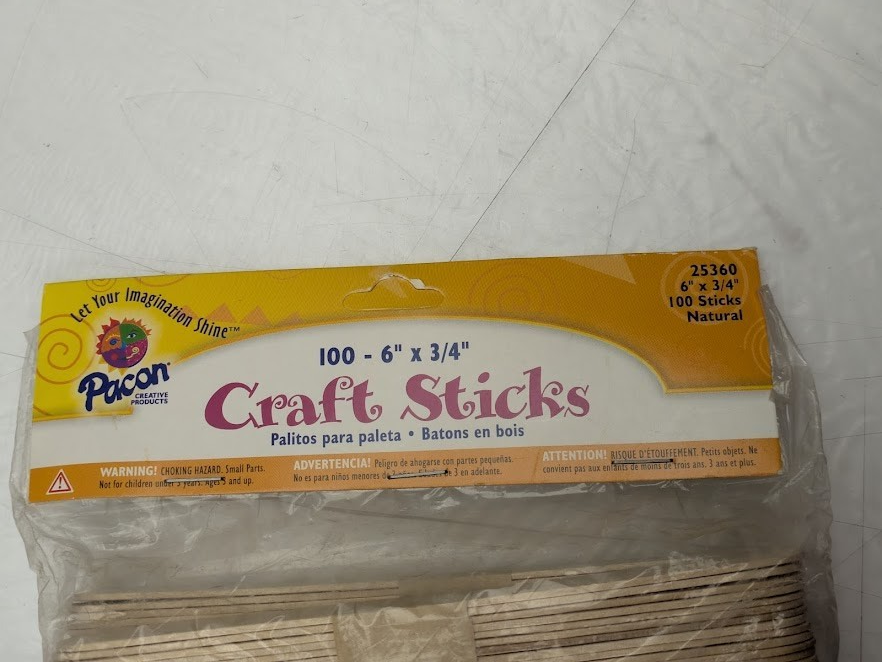 Let Your Imagination Shine™
Pacon®
CREATIVE
PRODUCTS
25360
6" x 3/4"
100 Sticks
Natural
100 - 6" x 3/4"
Craft Sticks
Palitos para paleta • Batons en bois
WARNING! CHOKING HAZARD. Small Parts.
Not for children under 3 years. Ages 3 and up.
ADVERTENCIA! Peligro de ahogarse con partes pequeñas.
No es para niños menores de 3 en adelante.
ATTENTION! RISQUE D'ÉTOUFFEMENT. Petits objets. Ne
convient pas aux enfants de moins de trois ans. 3 ans et plus.